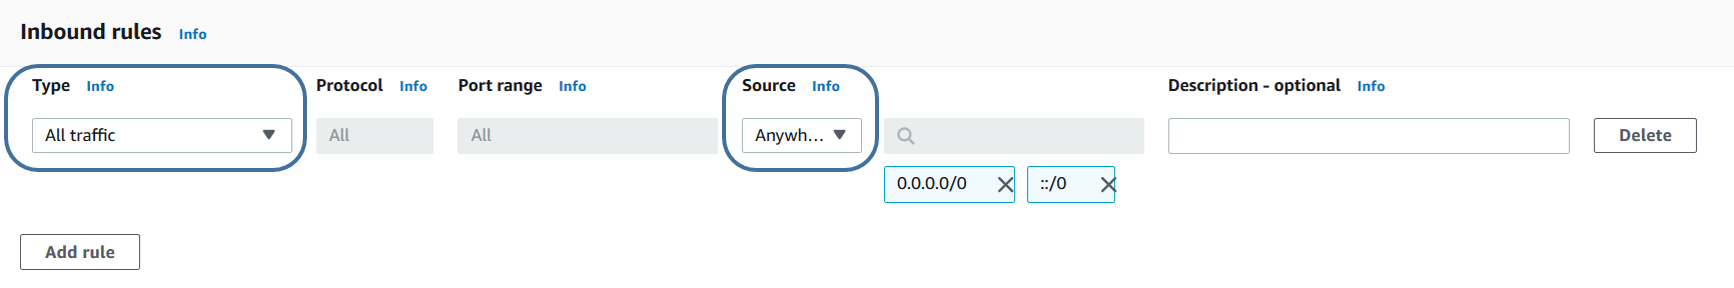 Inbound rules Info
Type Info Protocol Info Port range Info Source Info Description - optional Info
All traffic All All Anywh... Delete
0.0.0.0/0 ::/0
Add rule